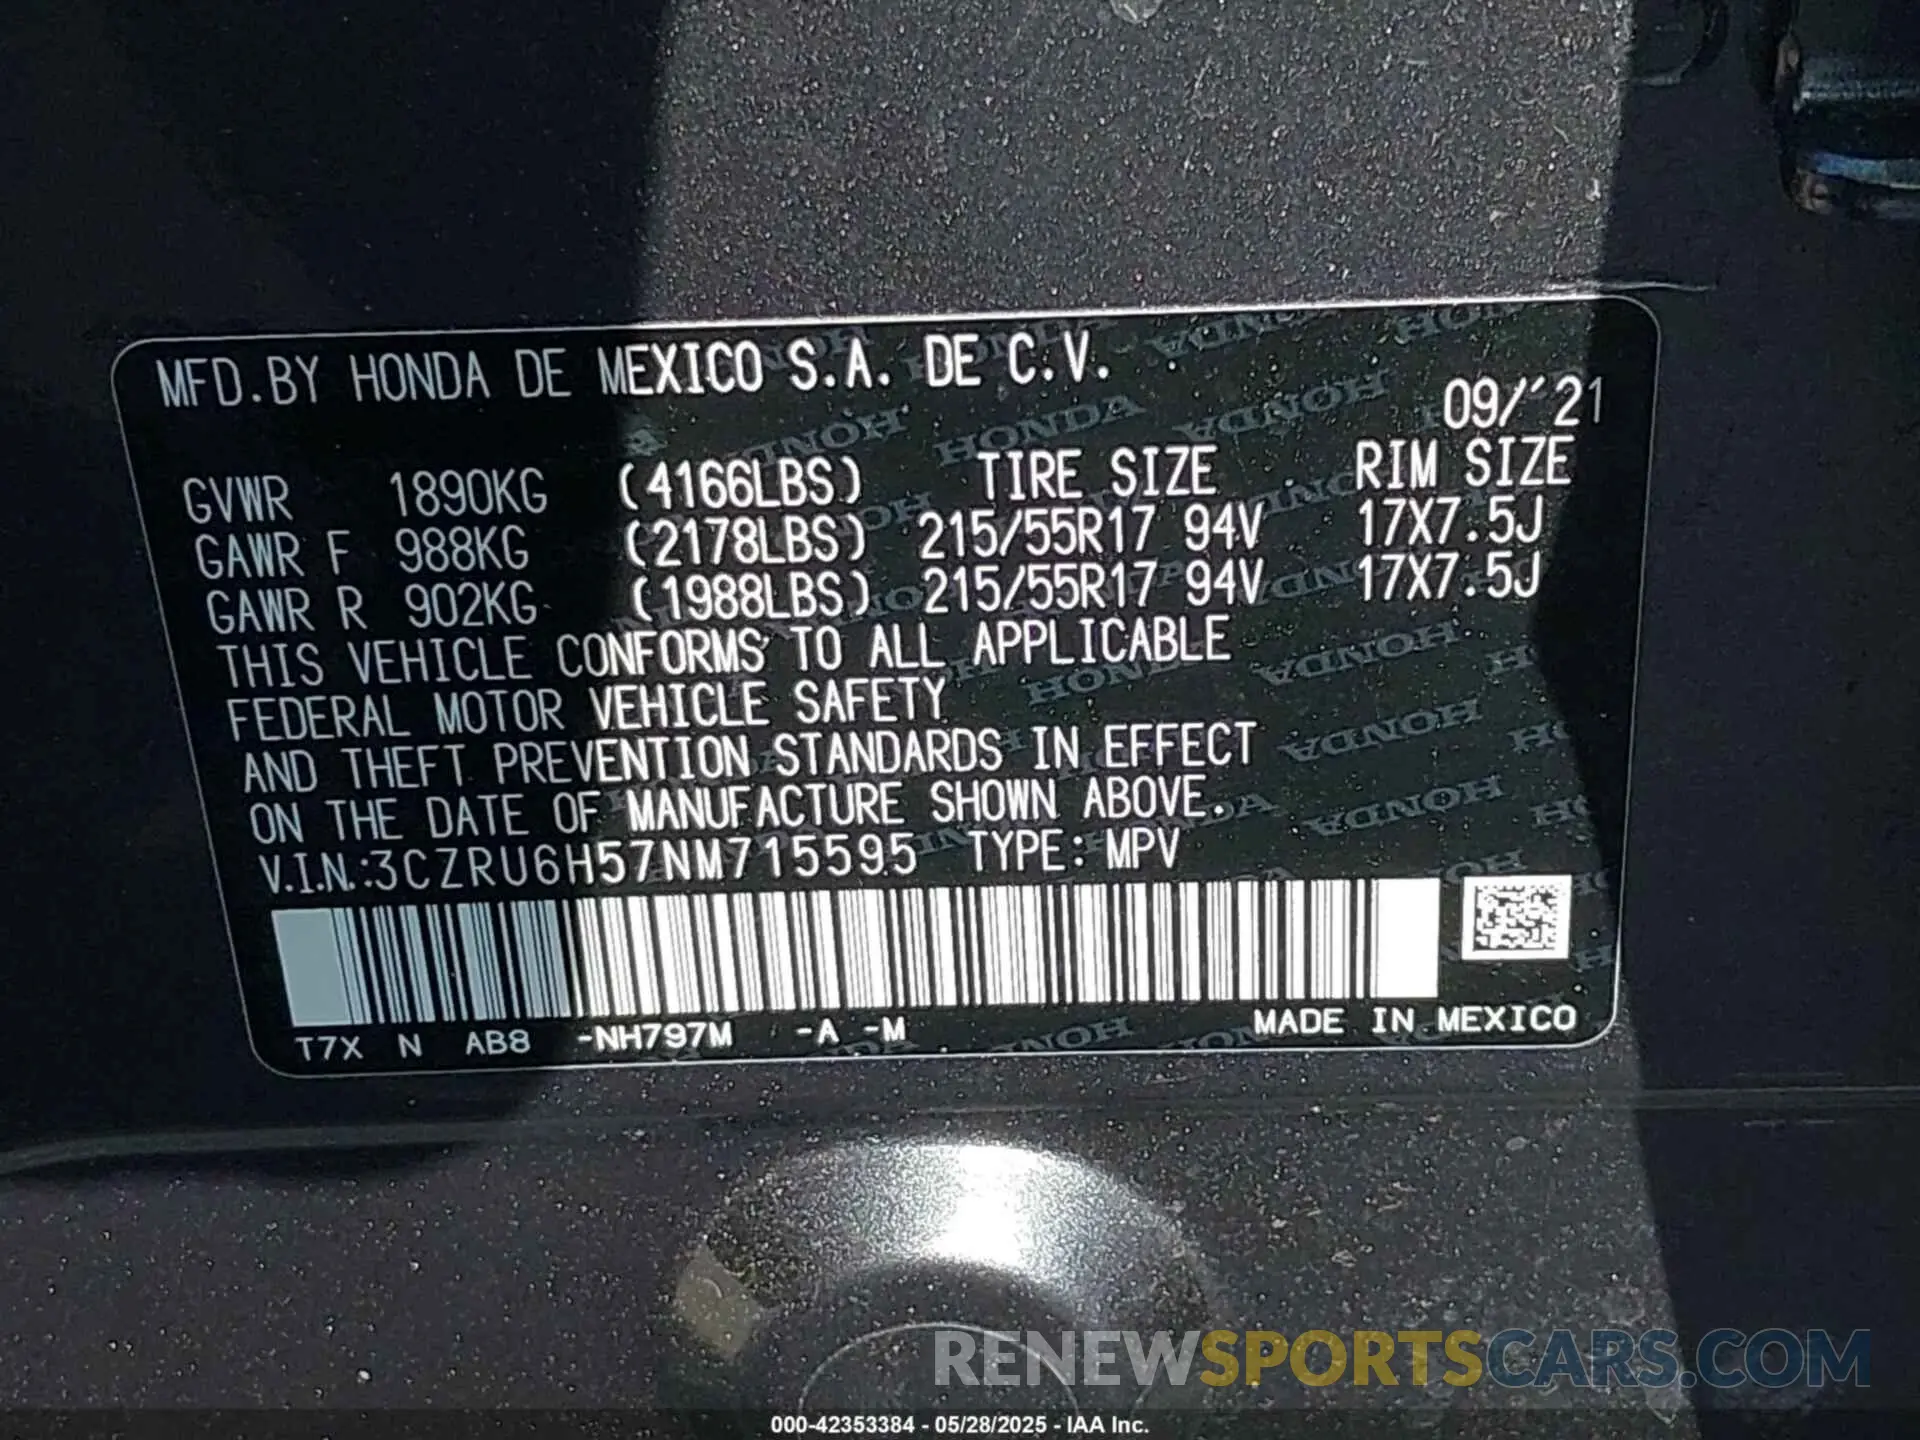 MFD.BY HONDA DE MEXICO S.A. DE C.V.
09/'21
GVWR 1890KG (4166LBS) TIRE SIZE RIM SIZE
GAWR F 988KG (2178LBS) 215/55R17 94V 17X7.5J
GAWR R 902KG (1988LBS) 215/55R17 94V 17X7.5J
THIS VEHICLE CONFORMS TO ALL APPLICABLE
FEDERAL MOTOR VEHICLE SAFETY
AND THEFT PREVENTION STANDARDS IN EFFECT
ON THE DATE OF MANUFACTURE SHOWN ABOVE.
V.I.N.:3CZRU6H57NM715595 TYPE: MPV
T7X N AB8 -NH797M -A -M MADE IN MEXICO
RENEWSPORTSCARS.COM
000-42353384 - 05/28/2025 - IAA Inc.